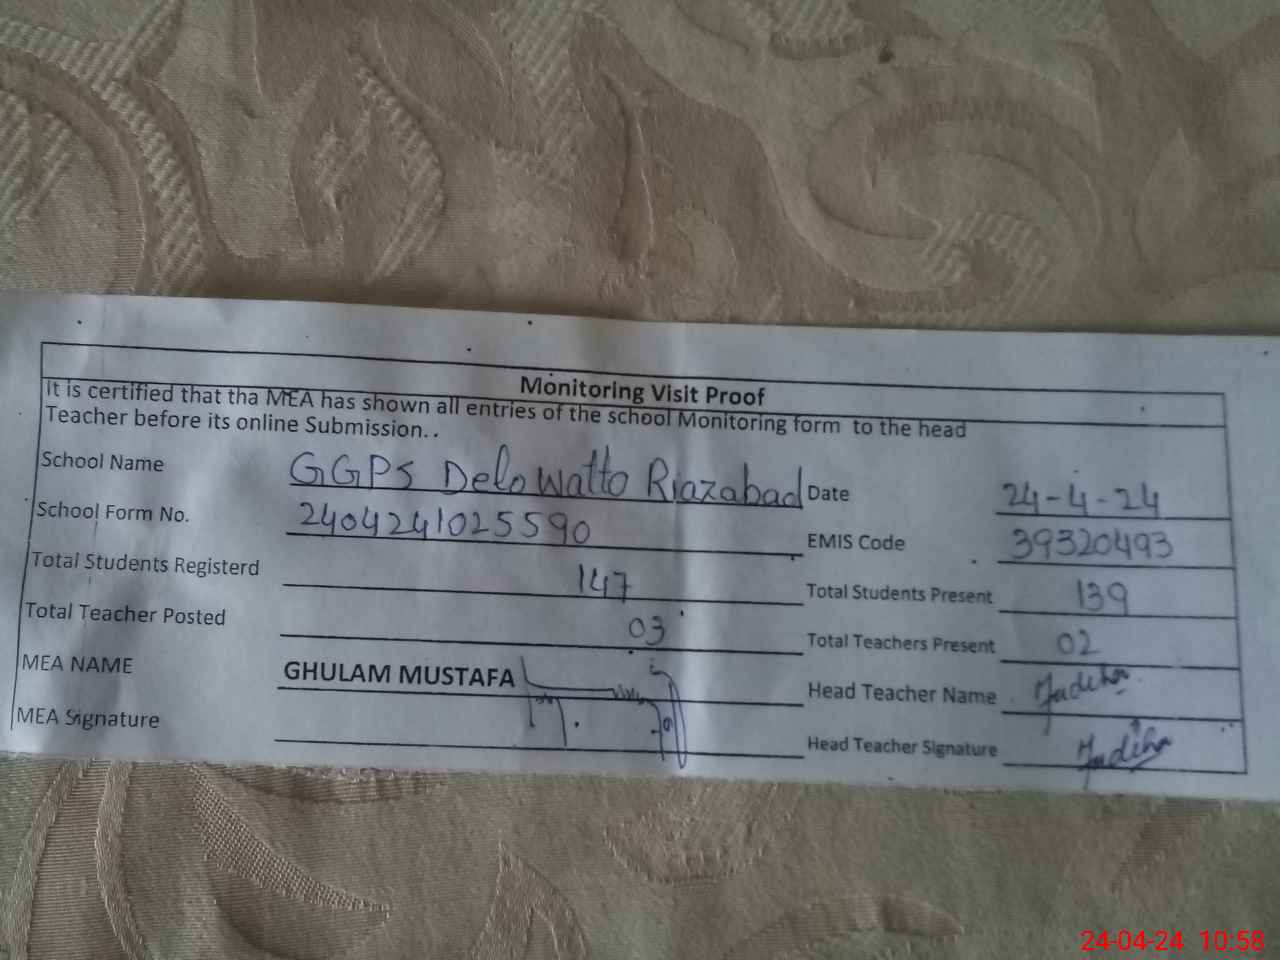 Monitoring Visit Proof
It is certified that tha MEA has shown all entries of the school Monitoring form to the head
Teacher before its online Submission..
School Name GGPS Delo Watto Riazabad Date 24-4-24
School Form No. 2404241025590 EMIS Code 39320493
Total Students Registerd 147 Total Students Present 139
Total Teacher Posted 03 Total Teachers Present 02
MEA NAME GHULAM MUSTAFA Head Teacher Name Madiha
MEA Signature Head Teacher Signature Madiha
24-04-24 10:58